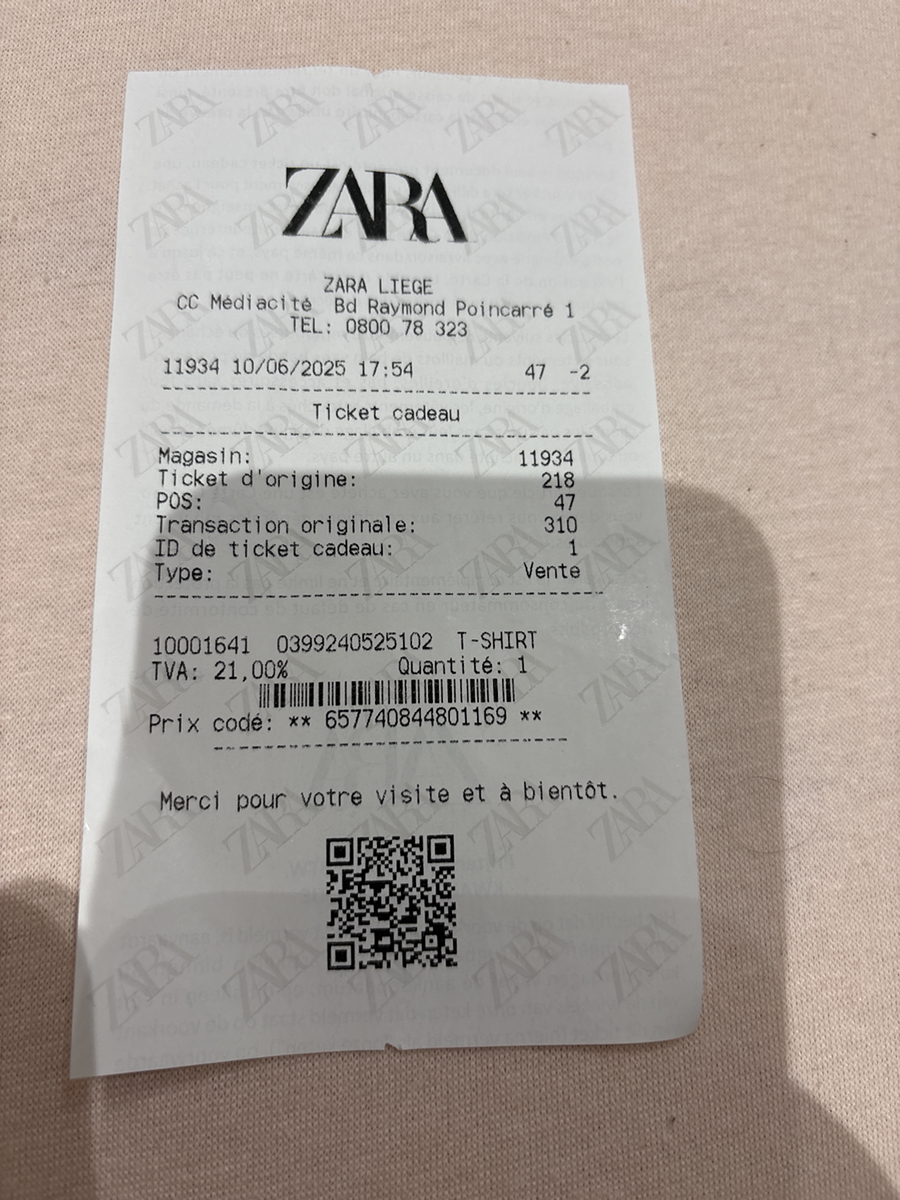 ZARA
ZARA LIEGE
CC Médiacité Bd Raymond Poincarré 1
TEL: 0800 78 323
11934 10/06/2025 17:54 47 -2
Ticket cadeau
Magasin: 11934
Ticket d'origine: 218
POS: 47
Transaction originale: 310
ID de ticket cadeau: 1
Type: Vente
10001641 0399240525102 T-SHIRT
TVA: 21,00% Quantité: 1
Prix codé: ** 657740844801169 **
Merci pour votre visite et à bientôt.